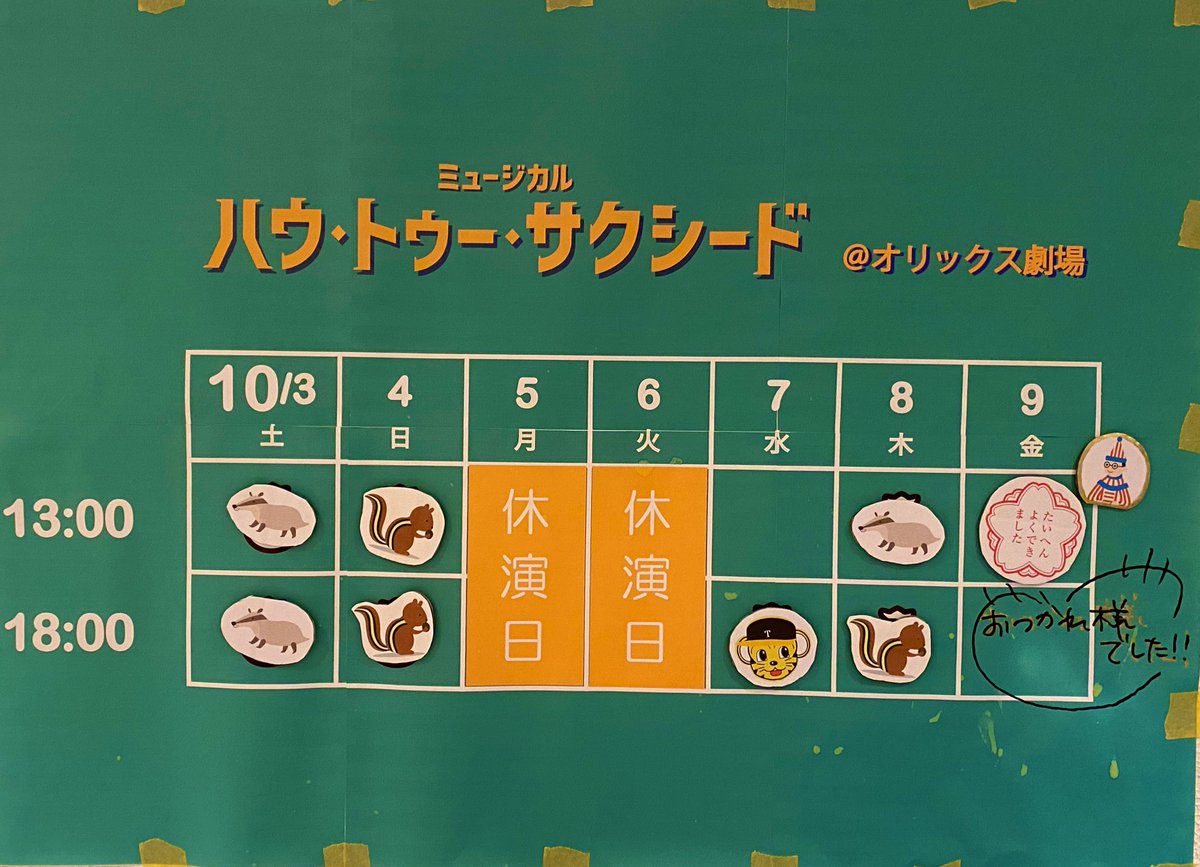 ミュージカル
ハウ・トゥー・サクシード
@オリックス劇場
10/3 4 5 6 7 8 9
土 日 月 火 水 木 金
13:00
休演日
休演日
T
たいへん
よくでき
ました
18:00
おつかれ様
でした!!